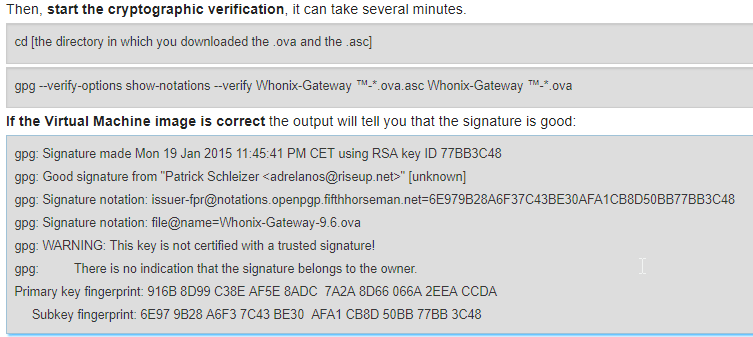 Then, start the cryptographic verification, it can take several minutes.
cd [the directory in which you downloaded the .ova and the .asc]
gpg --verify-options show-notations --verify Whonix-Gateway ™-*.ova.asc Whonix-Gateway ™-*.ova
If the Virtual Machine image is correct the output will tell you that the signature is good:
gpg: Signature made Mon 19 Jan 2015 11:45:41 PM CET using RSA key ID 77BB3C48
gpg: Good signature from "Patrick Schleizer <adrelanos@riseup.net>" [unknown]
gpg: Signature notation: issuer-fpr@notations.openpgp.fifthhorseman.net=6E979B28A6F37C43BE30AFA1CB8D50BB77BB3C48
gpg: Signature notation: file@name=Whonix-Gateway-9.6.ova
gpg: WARNING: This key is not certified with a trusted signature!
gpg:          There is no indication that the signature belongs to the owner.
Primary key fingerprint: 916B 8D99 C38E AF5E 8ADC  7A2A 8D66 066A 2EEA CCDA
     Subkey fingerprint: 6E97 9B28 A6F3 7C43 BE30  AFA1 CB8D 50BB 77BB 3C48